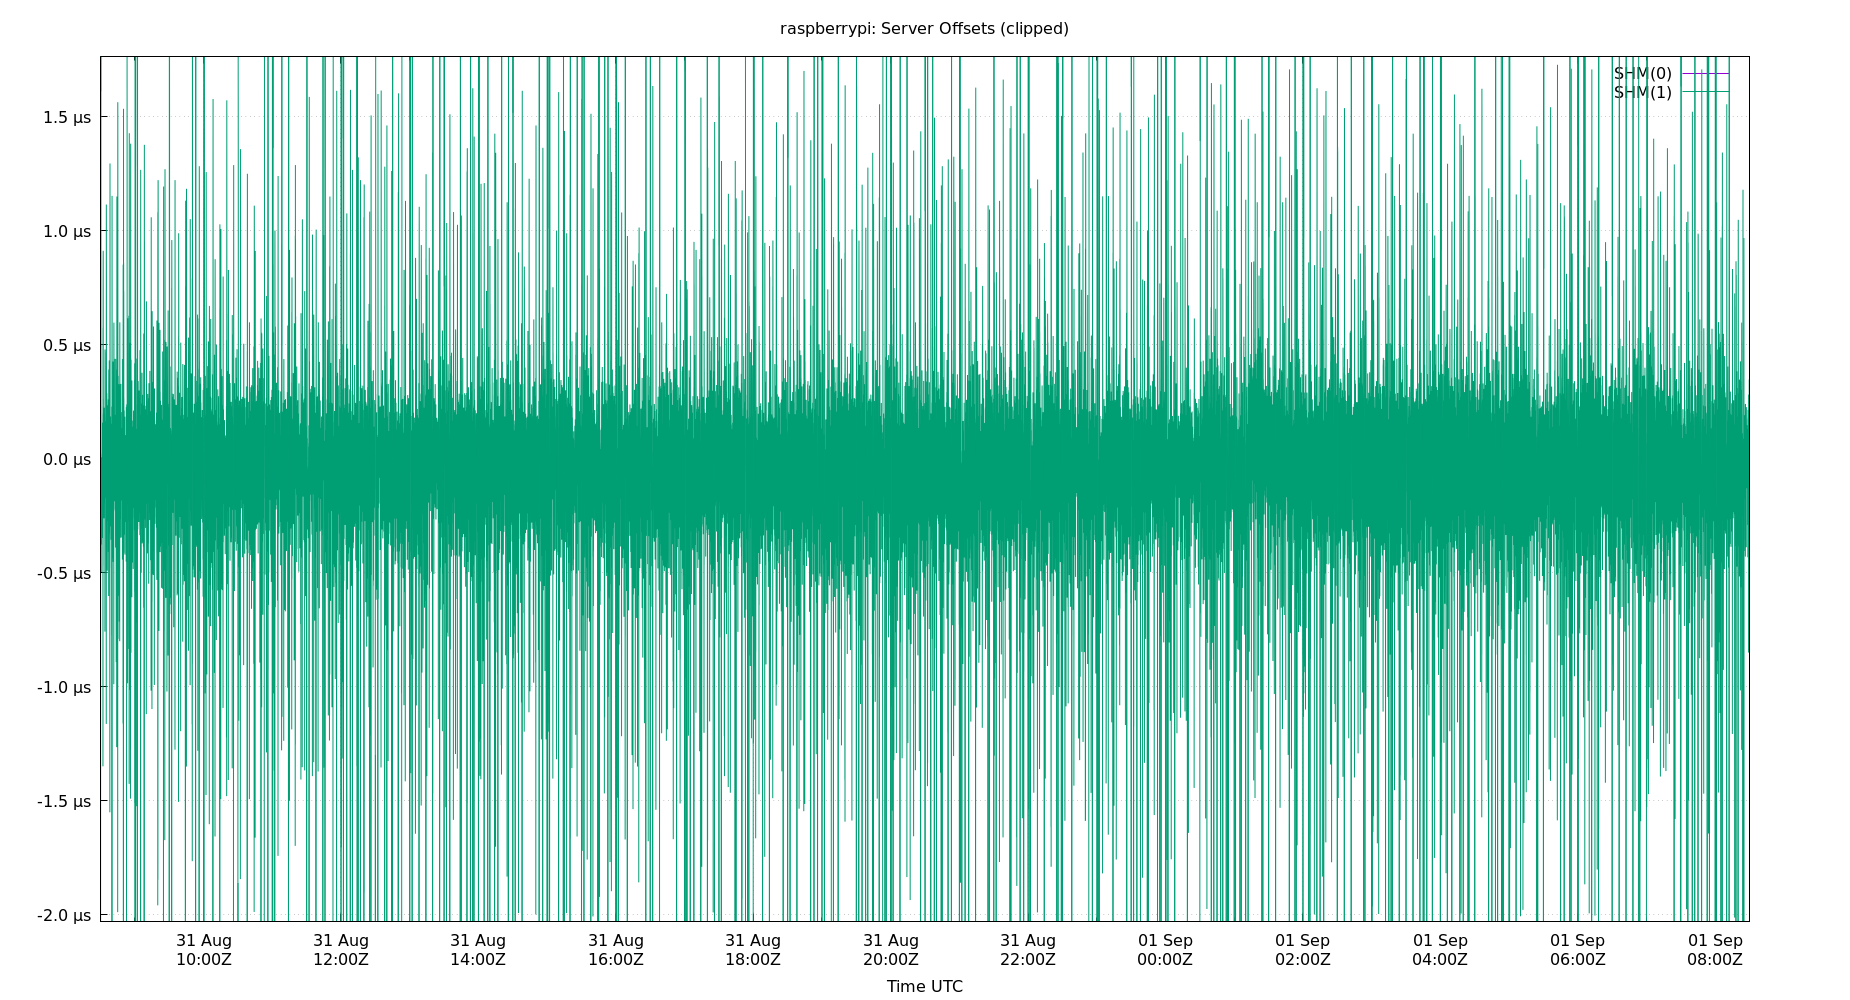 raspberrypi: Server Offsets (clipped)
SHM(0)
SHM(1)
1.5 µs
1.0 µs
0.5 µs
0.0 µs
-0.5 µs
-1.0 µs
-1.5 µs
-2.0 µs
31 Aug 31 Aug 31 Aug 31 Aug 31 Aug 31 Aug 31 Aug 01 Sep 01 Sep 01 Sep 01 Sep 01 Sep
10:00Z 12:00Z 14:00Z 16:00Z 18:00Z 20:00Z 22:00Z 00:00Z 02:00Z 04:00Z 06:00Z 08:00Z
Time UTC